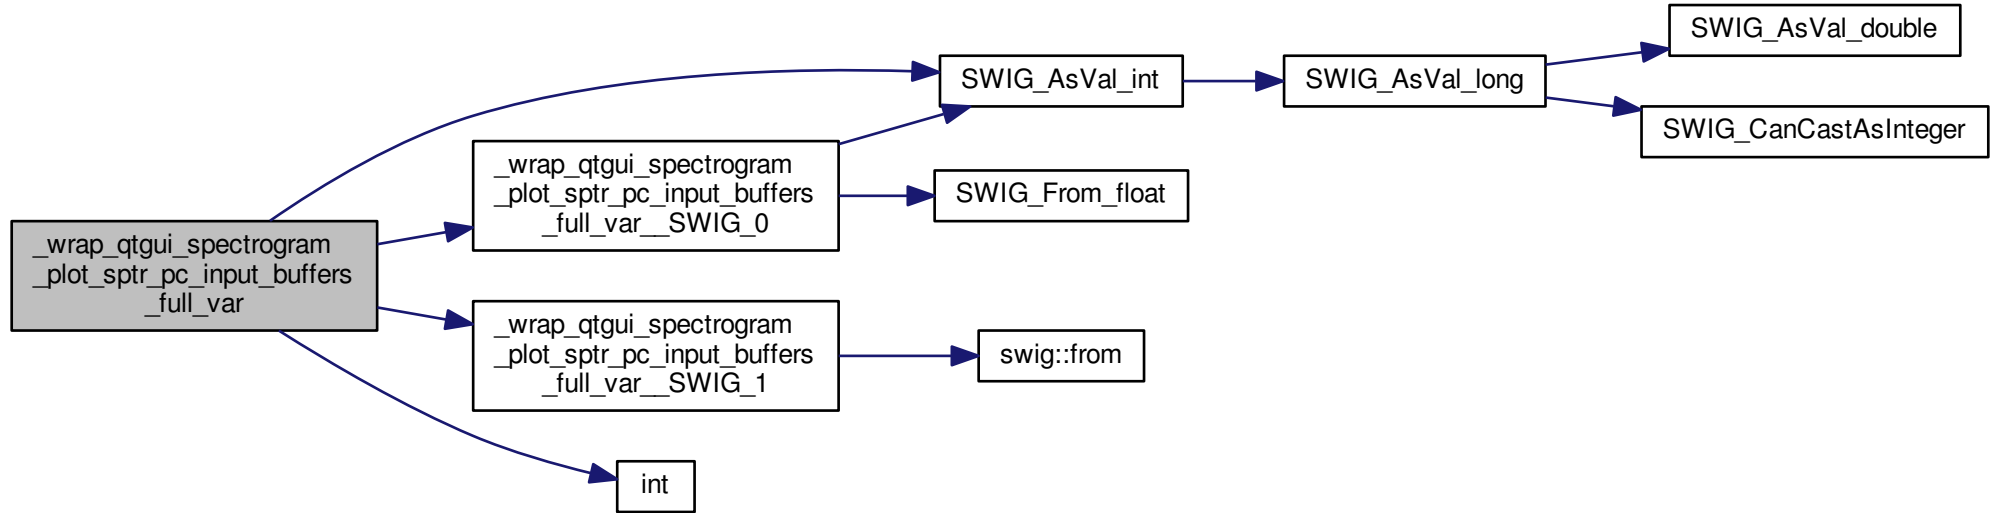 _wrap_qtgui_spectrogram
_plot_sptr_pc_input_buffers
_full_var
_wrap_qtgui_spectrogram
_plot_sptr_pc_input_buffers
_full_var__SWIG_0
_wrap_qtgui_spectrogram
_plot_sptr_pc_input_buffers
_full_var__SWIG_1
int
SWIG_AsVal_int
SWIG_From_float
swig::from
SWIG_AsVal_long
SWIG_AsVal_double
SWIG_CanCastAsInteger